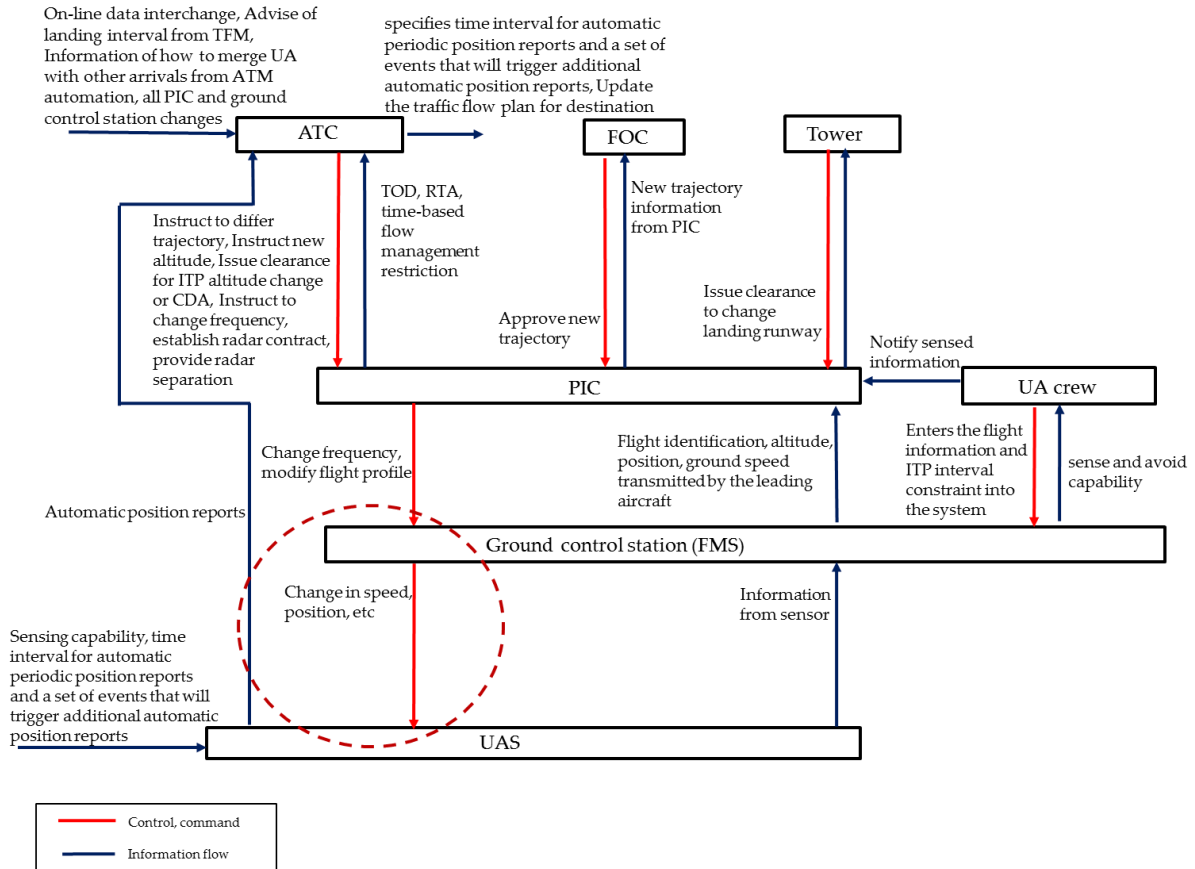 On-line data interchange, Advise of
landing interval from TFM,
Information of how to merge UA
with other arrivals from ATM
automation, all PIC and ground
control station changes
specifies time interval for automatic
periodic position reports and a set of
events that will trigger additional
automatic position reports, Update
the traffic flow plan for destination
ATC
FOC
Tower
Instruct to differ
trajectory, Instruct new
altitude, Issue clearance
for ITP altitude change
or CDA, Instruct to
change frequency,
establish radar contract,
provide radar
separation
TOD, RTA,
time-based
flow
management
restriction
New trajectory
information
from PIC
Approve new
trajectory
Issue clearance
to change
landing runway
Notify sensed
information
PIC
UA crew
Change frequency,
modify flight profile
Flight identification, altitude,
position, ground speed
transmitted by the leading
aircraft
Enters the flight
information and
ITP interval
constraint into
the system
sense and avoid
capability
Automatic position reports
Ground control station (FMS)
Change in speed,
position, etc
Information
from sensor
Sensing capability, time
interval for automatic
periodic position reports
and a set of events that will
trigger additional automatic
position reports
UAS
Control, command
Information flow